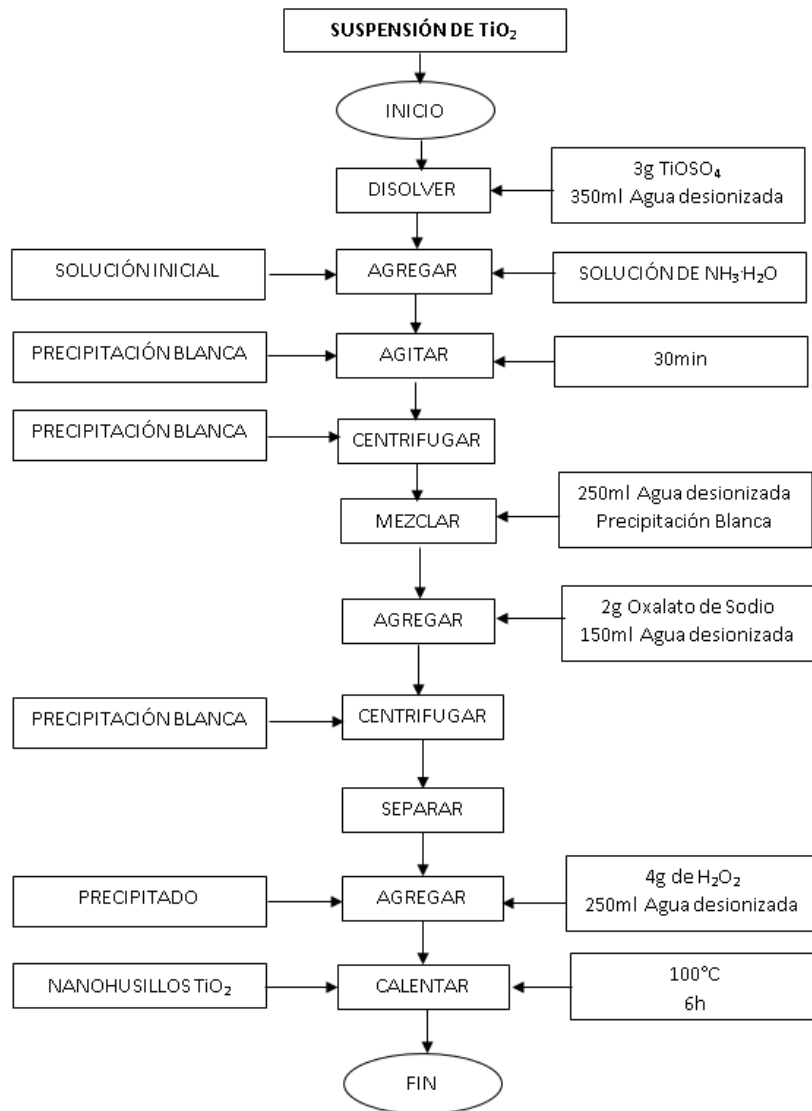 SUSPENSIÓN DE TiO₂
INICIO
DISOLVER
3g TiOSO₄
350ml Agua desionizada
SOLUCIÓN INICIAL
AGREGAR
SOLUCIÓN DE NH₃·H₂O
PRECIPITACIÓN BLANCA
AGITAR
30min
PRECIPITACIÓN BLANCA
CENTRIFUGAR
MEZCLAR
250ml Agua desionizada
Precipitación Blanca
AGREGAR
2g Oxalato de Sodio
150ml Agua desionizada
PRECIPITACIÓN BLANCA
CENTRIFUGAR
SEPARAR
PRECIPITADO
AGREGAR
4g de H₂O₂
250ml Agua desionizada
NANOHUSILLOS TiO₂
CALENTAR
100°C
6h
FIN